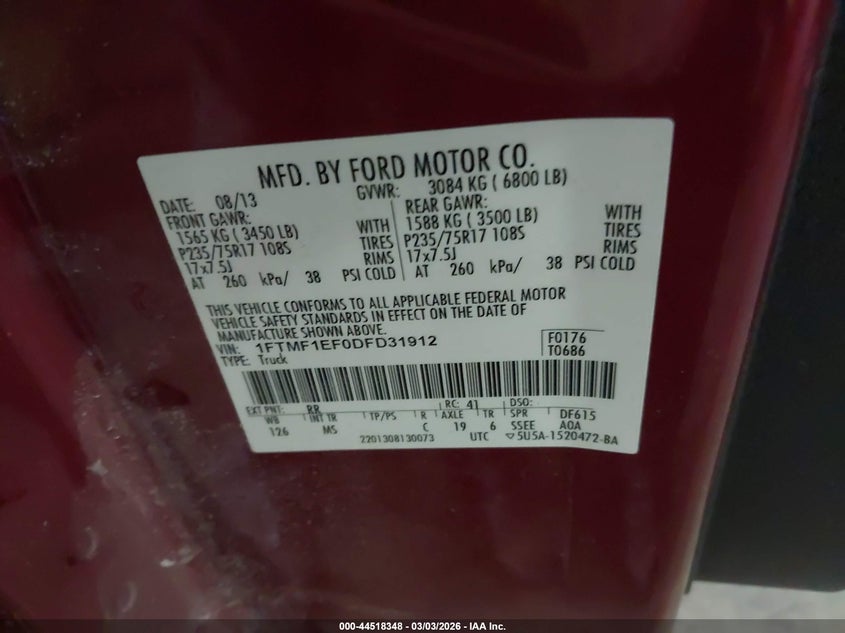 MFD. BY FORD MOTOR CO.
DATE: 08/13 GVWR: 3084 KG ( 6800 LB)
FRONT GAWR: REAR GAWR:
1565 KG ( 3450 LB) WITH 1588 KG ( 3500 LB) WITH
P235/75R17 108S TIRES P235/75R17 108S TIRES
17x7.5J RIMS 17x7.5J RIMS
AT 260 kPa/ 38 PSI COLD AT 260 kPa/ 38 PSI COLD
THIS VEHICLE CONFORMS TO ALL APPLICABLE FEDERAL MOTOR
VEHICLE SAFETY STANDARDS IN EFFECT ON THE DATE OF
MANUFACTURE SHOWN ABOVE.
VIN: 1FTMF1EF0DFD31912 F0176
TYPE: Truck T0686
EXT PNT: RR RC: 41 DSO:
WB INT TR TP/PS R AXLE TR SPR DF615
126 MS C 19 6 SSEE AQA
2201308130073 UTC ▽5U5A-1520472-BA
000-44518348 - 03/03/2026 - IAA Inc.